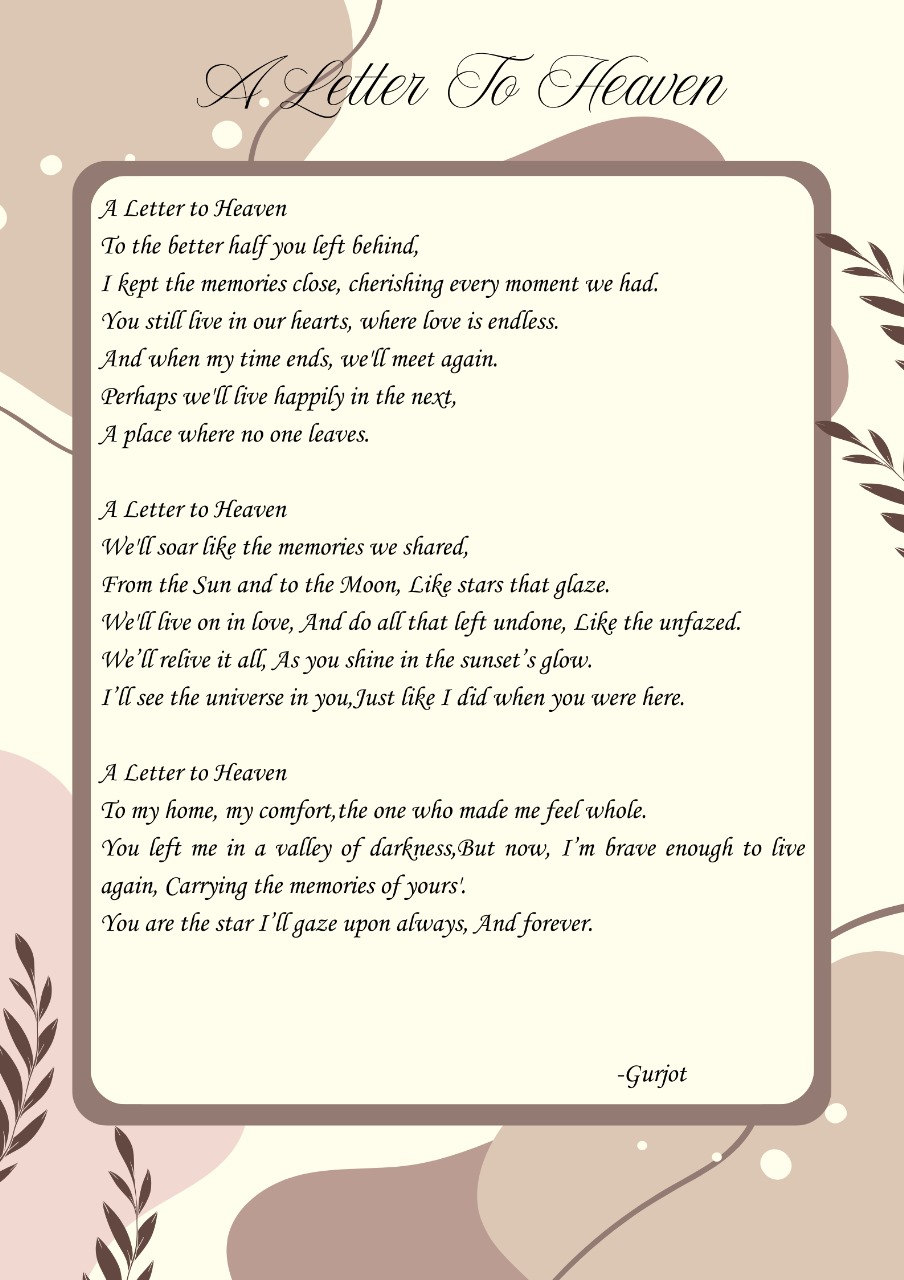 A Letter To Heaven
A Letter to Heaven
To the better half you left behind,
I kept the memories close, cherishing every moment we had.
You still live in our hearts, where love is endless.
And when my time ends, we'll meet again.
Perhaps we'll live happily in the next,
A place where no one leaves.
A Letter to Heaven
We'll soar like the memories we shared,
From the Sun and to the Moon, Like stars that glaze.
We'll live on in love, And do all that left undone, Like the unfazed.
We’ll relive it all, As you shine in the sunset’s glow.
I’ll see the universe in you,Just like I did when you were here.
A Letter to Heaven
To my home, my comfort,the one who made me feel whole.
You left me in a valley of darkness,But now, I’m brave enough to live
again, Carrying the memories of yours'.
You are the star I’ll gaze upon always, And forever.
-Gurjot